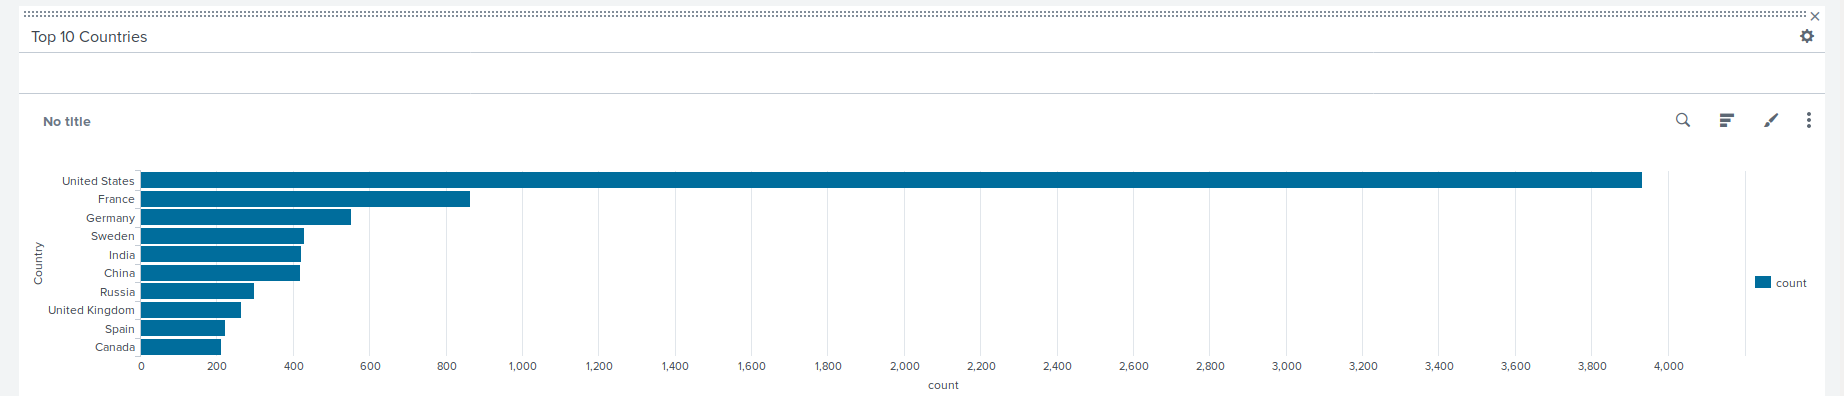 Top 10 Countries
No title
United States
France
Germany
Sweden
India
China
Russia
United Kingdom
Spain
Canada
Country
0 200 400 600 800 1,000 1,200 1,400 1,600 1,800 2,000 2,200 2,400 2,600 2,800 3,000 3,200 3,400 3,600 3,800 4,000
count
count